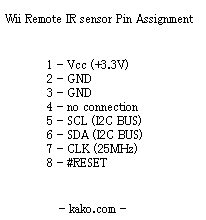 Wii Remote IR sensor Pin Assignment
1 - Vcc (+3.3V)
2 - GND
3 - GND
4 - no connection
5 - SCL (I2C BUS)
6 - SDA (I2C BUS)
7 - CLK (25MHz)
8 - #RESET
- kako.com -